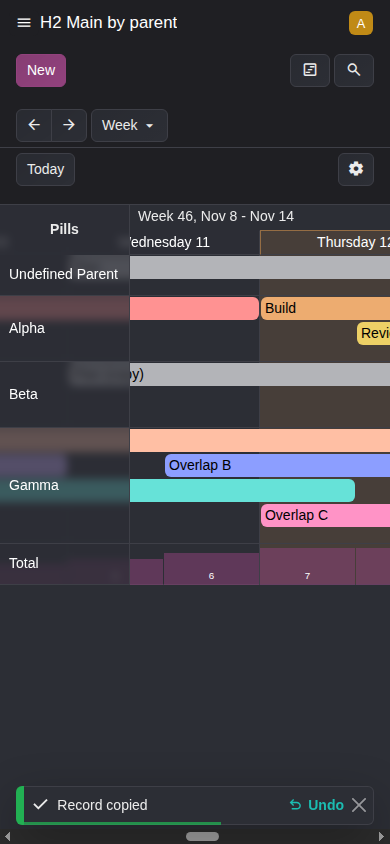 H2 Main by parent
A
New
Week
Today
Week 46, Nov 8 - Nov 14
Pills
ednesday 11
Thursday 12
Undefined Parent
Alpha
Build
Revi
Beta
y)
Overlap B
Gamma
Overlap C
Total
6
7
Record copied
Undo